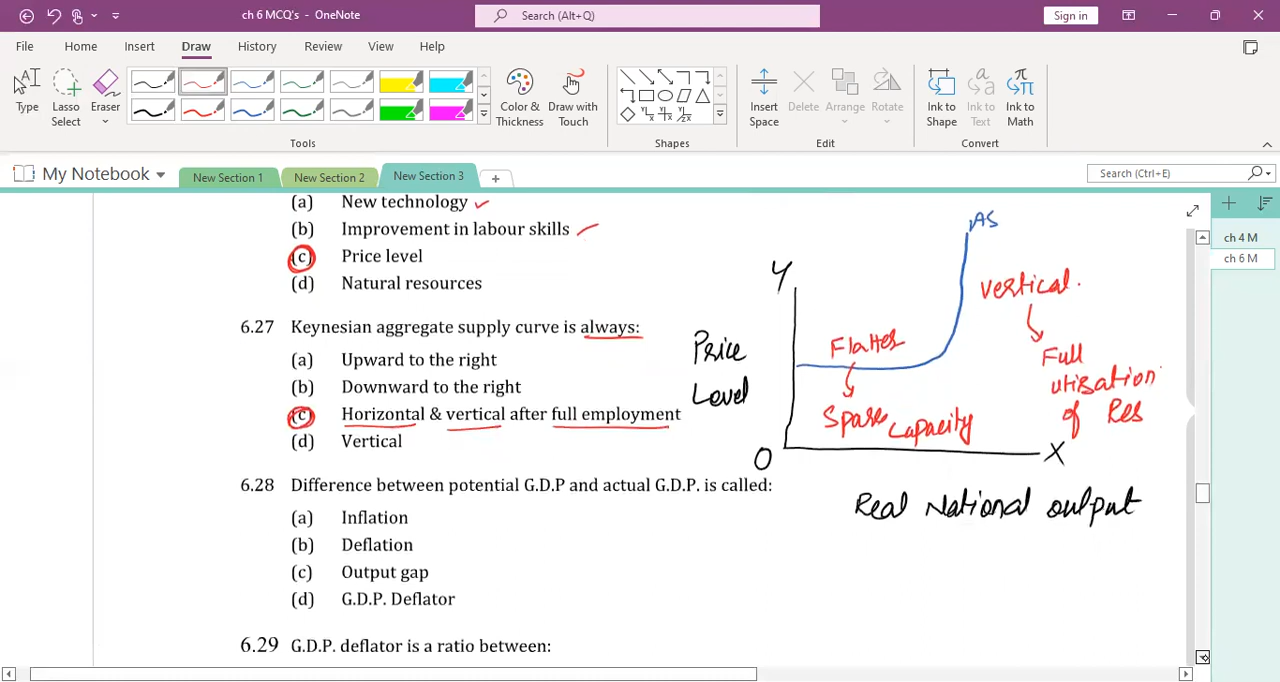 ch 6 MCQ's - OneNote
Search (Alt+Q)
Sign in
File Home Insert Draw History Review View Help
Type
Lasso Select
Eraser
Color & Thickness
Draw with Touch
Insert Space
Delete
Arrange
Rotate
Ink to Shape
Ink to Text
Ink to Math
Tools
Shapes
Edit
Convert
My Notebook
New Section 1
New Section 2
New Section 3
Search (Ctrl+E)
ch 4 M
ch 6 M
(a) New technology
(b) Improvement in labour skills
(c) Price level
(d) Natural resources
6.27 Keynesian aggregate supply curve is always:
(a) Upward to the right
(b) Downward to the right
(c) Horizontal & vertical after full employment
(d) Vertical
6.28 Difference between potential G.D.P and actual G.D.P. is called:
(a) Inflation
(b) Deflation
(c) Output gap
(d) G.D.P. Deflator
6.29 G.D.P. deflator is a ratio between:
AS
Y
Price
Level
O
X
Real National output
Spare Capacity
Vertical.
Full
of Res